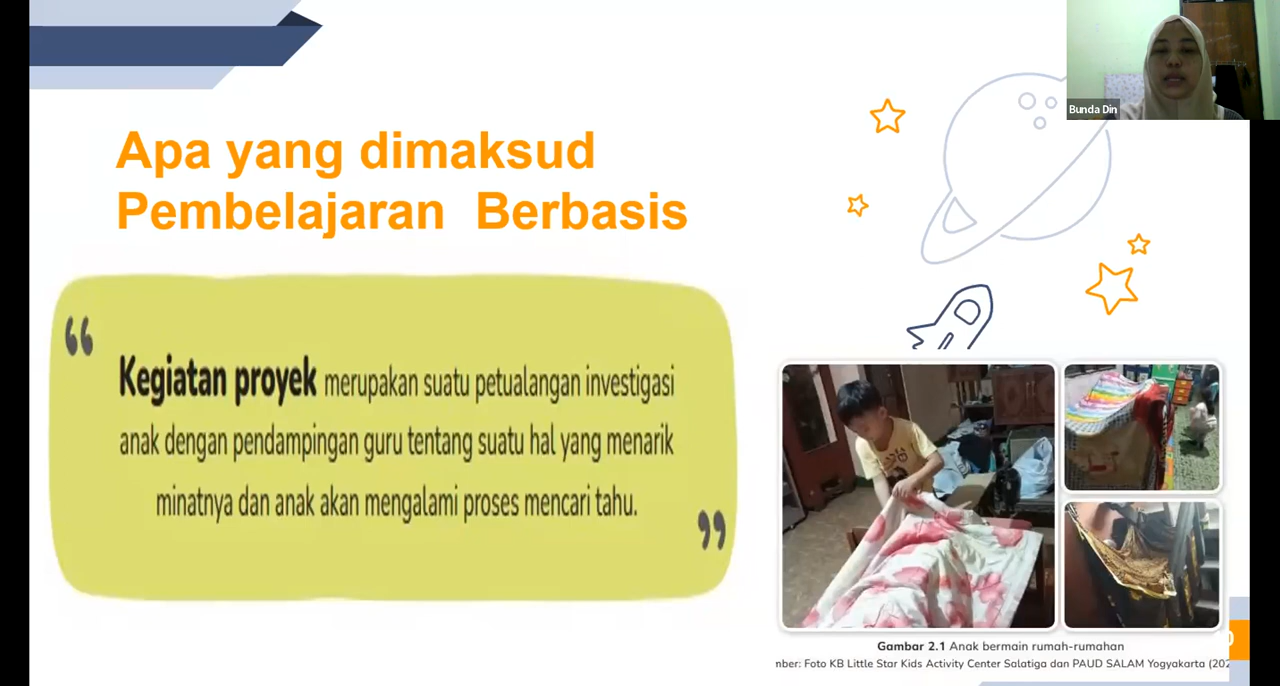 Bunda Din
Apa yang dimaksud
Pembelajaran Berbasis
“
Kegiatan proyek merupakan suatu petualangan investigasi
anak dengan pendampingan guru tentang suatu hal yang menarik
minatnya dan anak akan mengalami proses mencari tahu.
”
Gambar 2.1 Anak bermain rumah-rumahan
Foto KB Little Star Kids Activity Center Salatiga dan PAUD SALAM Yogyakarta